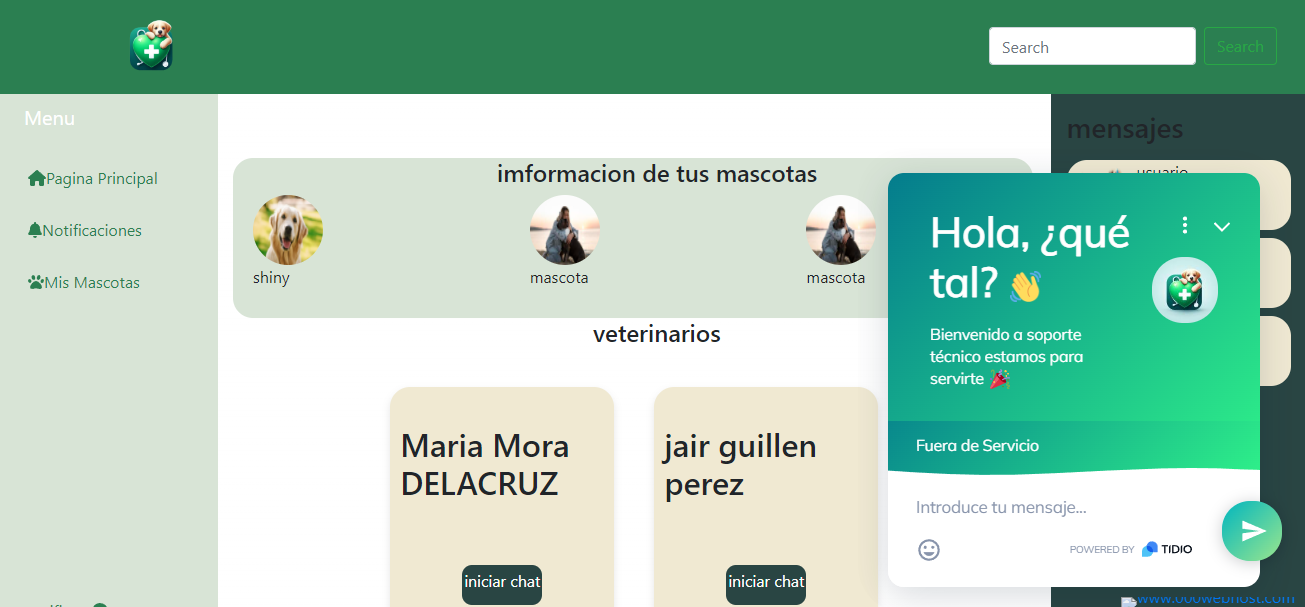 Search
Search
Menu
Pagina Principal
Notificaciones
Mis Mascotas
imformacion de tus mascotas
shiny
mascota
mascota
veterinarios
Maria Mora
DELACRUZ
iniciar chat
jair guillen
perez
iniciar chat
mensajes
usuario
Hola, ¿qué
tal? 👋
Bienvenido a soporte
técnico estamos para
servirte 🎉
Fuera de Servicio
Introduce tu mensaje...
POWERED BY TIDIO
www.000webhost.com